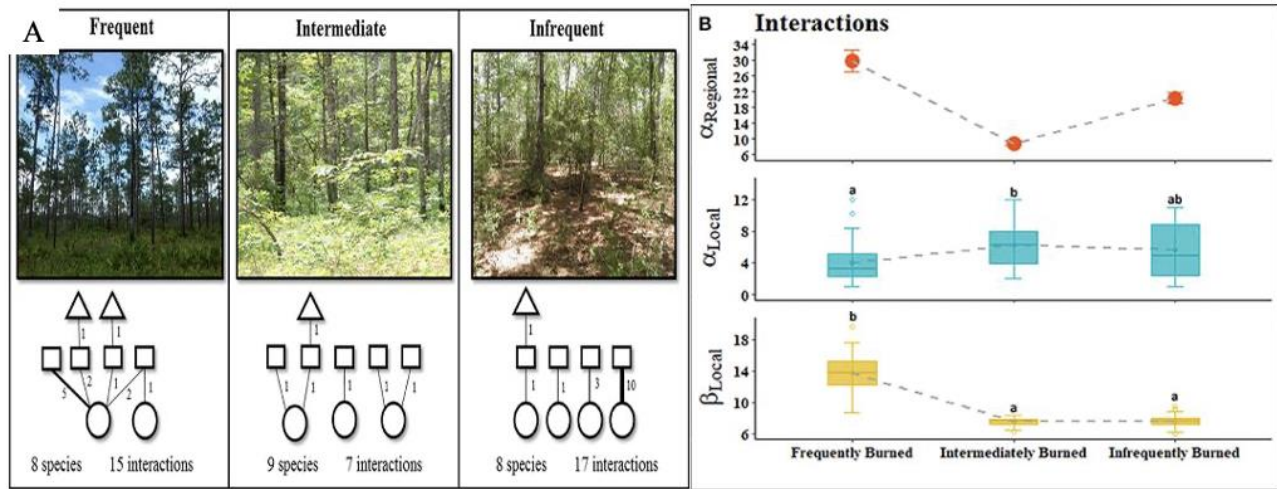 A
Frequent
Intermediate
Infrequent
1 1
5 2 1 2 1
8 species 15 interactions
1
1 1 1 1 1
9 species 7 interactions
1
1 1 3 10
8 species 17 interactions
B Interactions
αRegional
34
30
26
22
18
14
10
6
αLocal
12
8
4
0
a
b
ab
βLocal
18
14
10
6
b
a
a
Frequently Burned
Intermediately Burned
Infrequently Burned